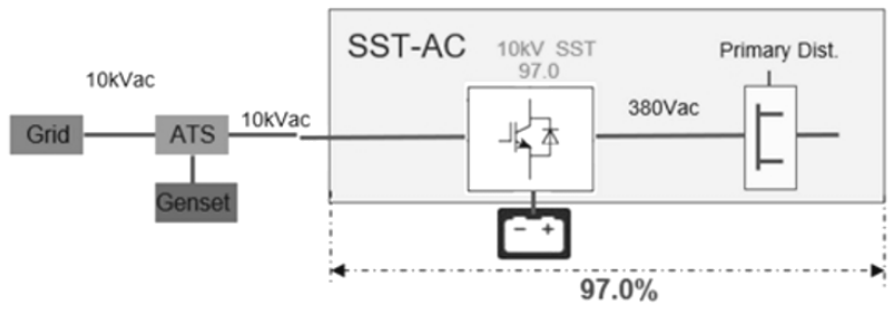 SST-AC
10kV SST
97.0
Primary Dist.
10kVac
10kVac
380Vac
Grid
ATS
Genset
- +
97.0%